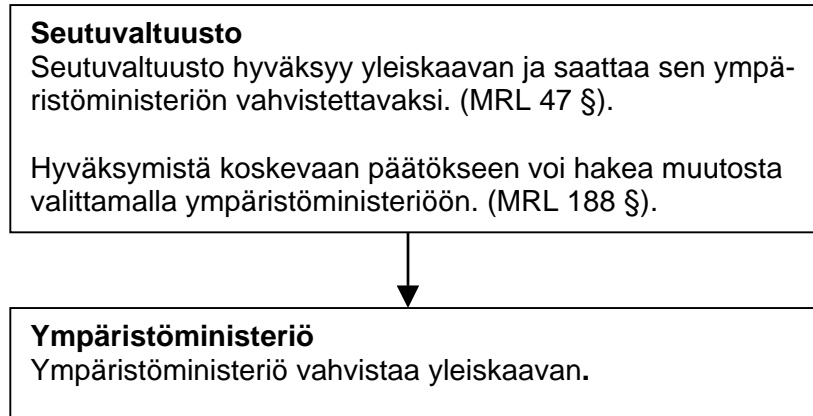 Seutuvaltuusto
Seutuvaltuusto hyväksyy yleiskaavan ja saattaa sen ympä-
ristöministeriön vahvistettavaksi. (MRL 47 §).
Hyväksymistä koskevaan päätökseen voi hakea muutosta
valittamalla ympäristöministeriöön. (MRL 188 §).
Ympäristöministeriö
Ympäristöministeriö vahvistaa yleiskaavan.